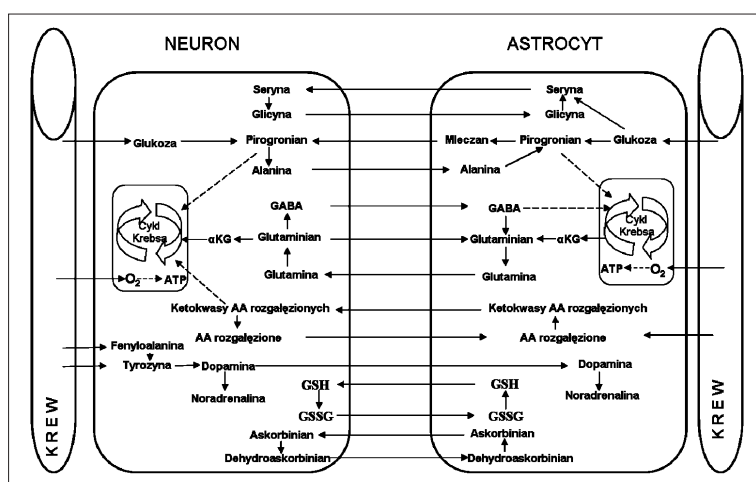 NEURON ASTROCYT
Seryna Seryna
Glicyna Glicyna
Glukoza Pirogronian Mleczan Pirogronian Glukoza
Alanina Alanina
GABA GABA
Cykl Krebsa αKG Glutaminian Glutaminian αKG Cykl Krebsa
Glutamina Glutamina
O₂ ATP ATP O₂
Ketokwasy AA rozgałęzionych Ketokwasy AA rozgałęzionych
AA rozgałęzione AA rozgałęzione
Fenyloalanina
Tyrozyna Dopamina Dopamina
Noradrenalina Noradrenalina
GSH GSH
GSSG GSSG
Askorbinian Askorbinian
Dehydroaskorbinian Dehydroaskorbinian
KREW KREW